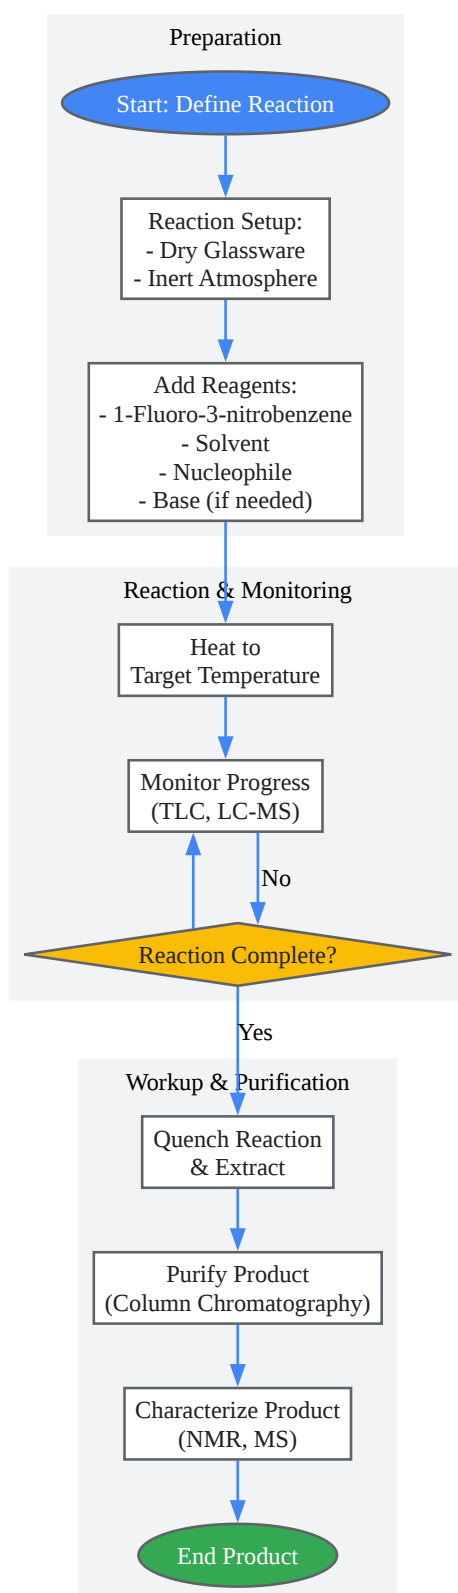 Preparation
Start: Define Reaction
Reaction Setup:
- Dry Glassware
- Inert Atmosphere
Add Reagents:
- 1-Fluoro-3-nitrobenzene
- Solvent
- Nucleophile
- Base (if needed)
Reaction & Monitoring
Heat to
Target Temperature
Monitor Progress
(TLC, LC-MS)
No
Reaction Complete?
Yes
Workup & Purification
Quench Reaction
& Extract
Purify Product
(Column Chromatography)
Characterize Product
(NMR, MS)
End Product